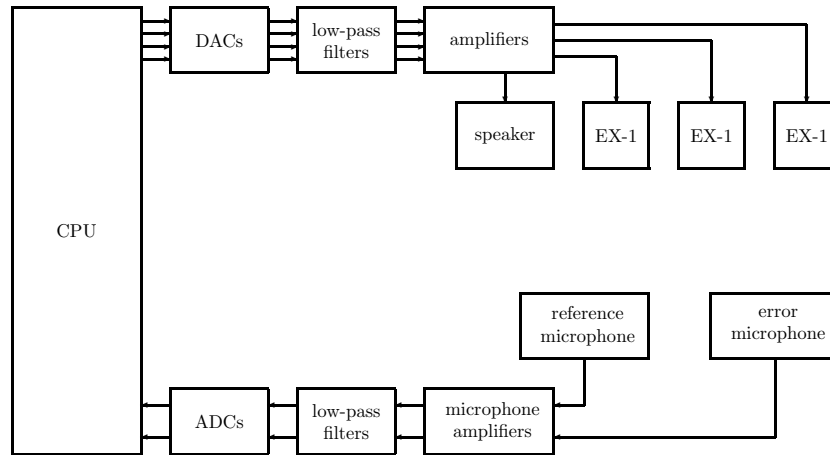 DACs
low-pass
filters
amplifiers
speaker
EX-1
EX-1
EX-1
CPU
reference
microphone
error
microphone
ADCs
low-pass
filters
microphone
amplifiers